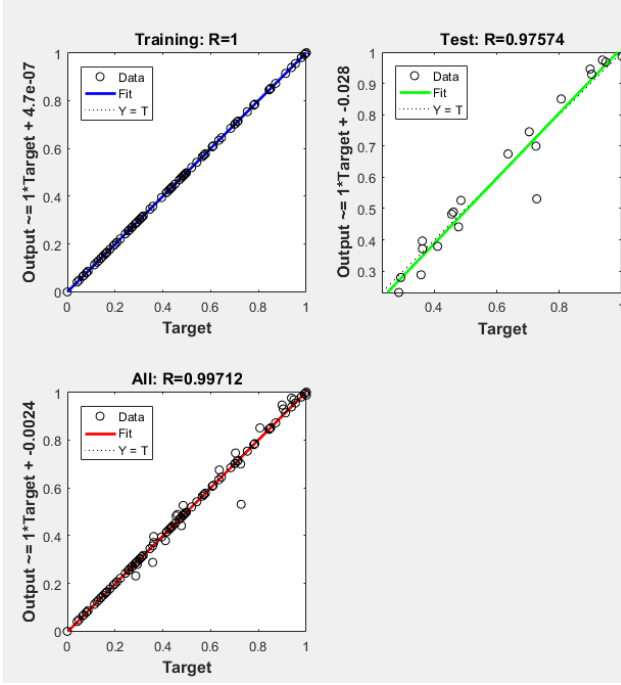 Training: R=1
Output ~= 1*Target + 4.7e-07
1
0.8
0.6
0.4
0.2
0
Data
Fit
Y = T
0
0.2
0.4
0.6
0.8
1
Target
Test: R=0.97574
Output ~= 1*Target + -0.028
1
0.9
0.8
0.7
0.6
0.5
0.4
0.3
Data
Fit
Y = T
0.4
0.6
0.8
1
Target
All: R=0.99712
Output ~= 1*Target + -0.0024
1
0.8
0.6
0.4
0.2
0
Data
Fit
Y = T
0
0.2
0.4
0.6
0.8
1
Target